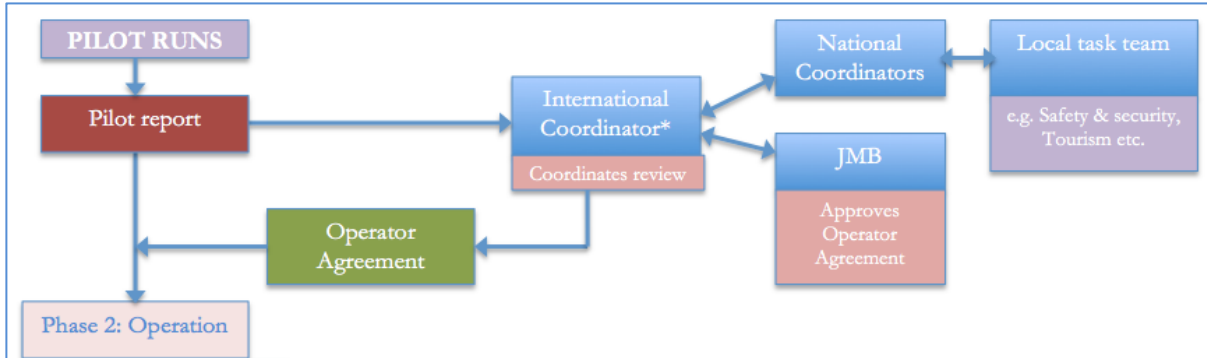 PILOT RUNS
Pilot report
International
Coordinator*
Coordinates review
National
Coordinators
Local task team
e.g. Safety & security,
Tourism etc.
JMB
Approves
Operator
Agreement
Operator
Agreement
Phase 2: Operation